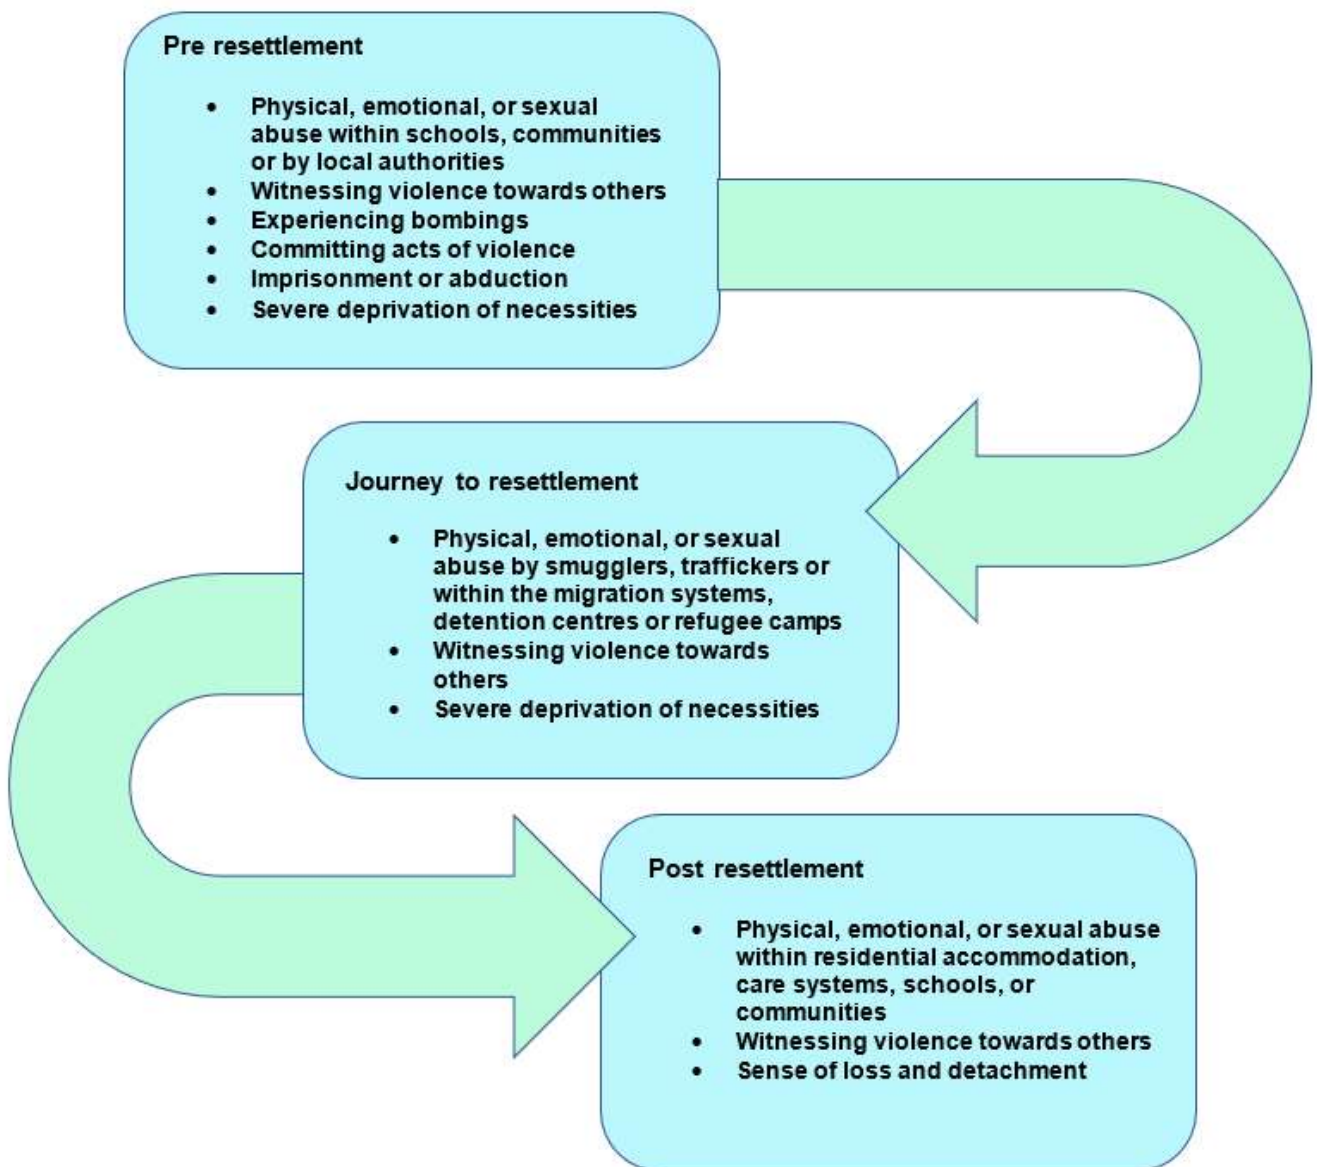 Pre resettlement
• Physical, emotional, or sexual
abuse within schools, communities
or by local authorities
• Witnessing violence towards others
• Experiencing bombings
• Committing acts of violence
• Imprisonment or abduction
• Severe deprivation of necessities
Journey to resettlement
• Physical, emotional, or sexual
abuse by smugglers, traffickers or
within the migration systems,
detention centres or refugee camps
• Witnessing violence towards
others
• Severe deprivation of necessities
Post resettlement
• Physical, emotional, or sexual abuse
within residential accommodation,
care systems, schools, or
communities
• Witnessing violence towards others
• Sense of loss and detachment